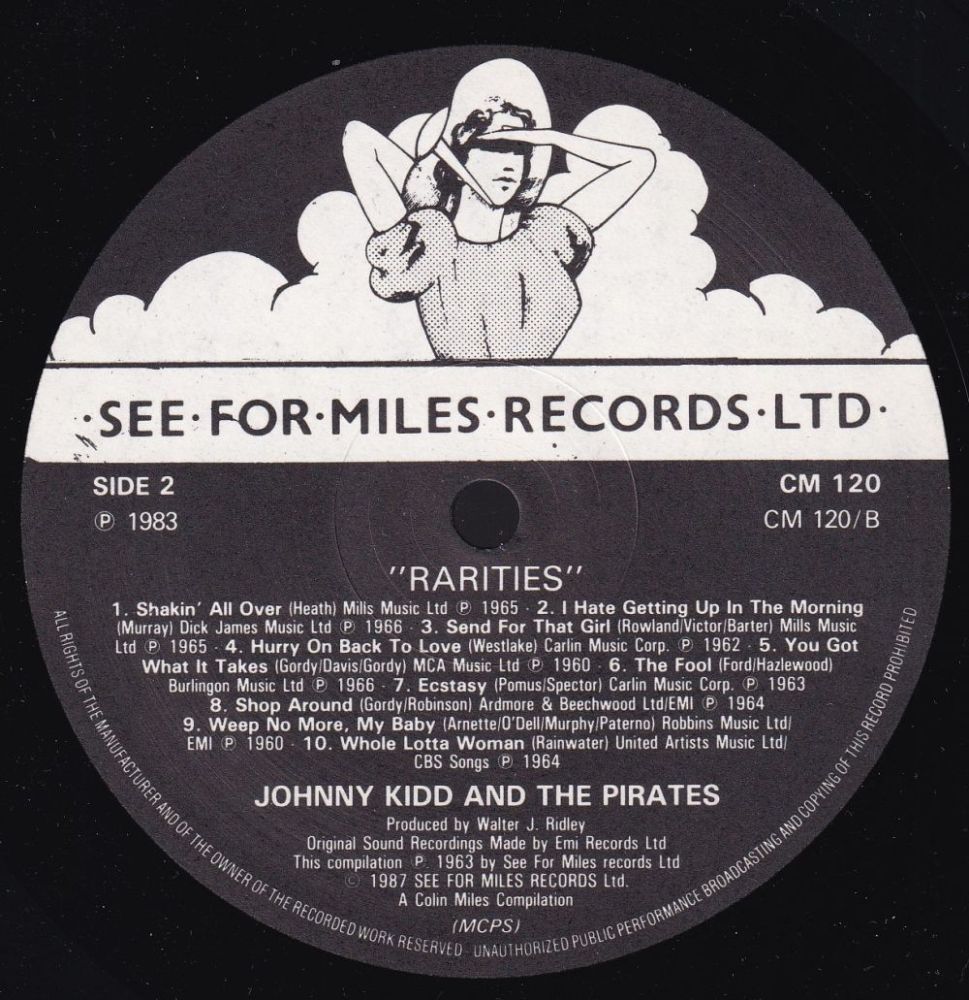 ·SEE·FOR·MILES·RECORDS·LTD·
SIDE 2
CM 120
℗ 1983
CM 120/B
"RARITIES"
1. Shakin' All Over (Heath) Mills Music Ltd ℗ 1965 · 2. I Hate Getting Up In The Morning
(Murray) Dick James Music Ltd ℗ 1966 · 3. Send For That Girl (Rowland/Victor/Barter) Mills Music
Ltd ℗ 1965 · 4. Hurry On Back To Love (Westlake) Carlin Music Corp. ℗ 1962 · 5. You Got
What It Takes (Gordy/Davis/Gordy) MCA Music Ltd ℗ 1960 · 6. The Fool (Ford/Hazlewood)
Burlingon Music Ltd ℗ 1966 · 7. Ecstasy (Pomus/Spector) Carlin Music Corp. ℗ 1963
8. Shop Around (Gordy/Robinson) Ardmore & Beechwood Ltd/EMI ℗ 1964
9. Weep No More, My Baby (Arnette/O'Dell/Murphy/Paterno) Robbins Music Ltd/
EMI ℗ 1960 · 10. Whole Lotta Woman (Rainwater) United Artists Music Ltd/
CBS Songs ℗ 1964
JOHNNY KIDD AND THE PIRATES
Produced by Walter J. Ridley
Original Sound Recordings Made by Emi Records Ltd
This compilation ℗ 1963 by See For Miles records Ltd
© 1987 SEE FOR MILES RECORDS Ltd.
A Colin Miles Compilation
(MCPS)
ALL RIGHTS OF THE MANUFACTURER AND OF THE OWNER OF THE RECORDED WORK RESERVED · UNAUTHORIZED PUBLIC PERFORMANCE BROADCASTING AND COPYING OF THIS RECORD PROHIBITED